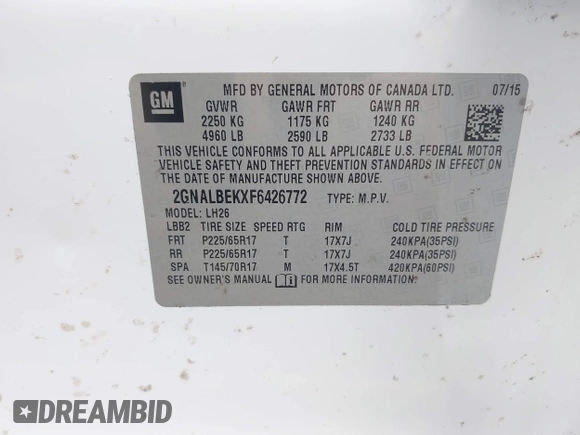 GM
MFD BY GENERAL MOTORS OF CANADA LTD. 07/15
GVWR GAWR FRT GAWR RR
2250 KG 1175 KG 1240 KG
4960 LB 2590 LB 2733 LB
THIS VEHICLE CONFORMS TO ALL APPLICABLE U.S. FEDERAL MOTOR
VEHICLE SAFETY AND THEFT PREVENTION STANDARDS IN EFFECT ON
THE DATE OF MANUFACTURE SHOWN ABOVE.
2GNALBEKXF6426772 TYPE: M.P.V.
MODEL: LH26
LBB2 TIRE SIZE SPEED RTG RIM COLD TIRE PRESSURE
FRT P225/65R17 T 17X7J 240KPA(35PSI)
RR P225/65R17 T 17X7J 240KPA(35PSI)
SPA T145/70R17 M 17X4.5T 420KPA(60PSI)
SEE OWNER'S MANUAL FOR MORE INFORMATION.
DREAMBID